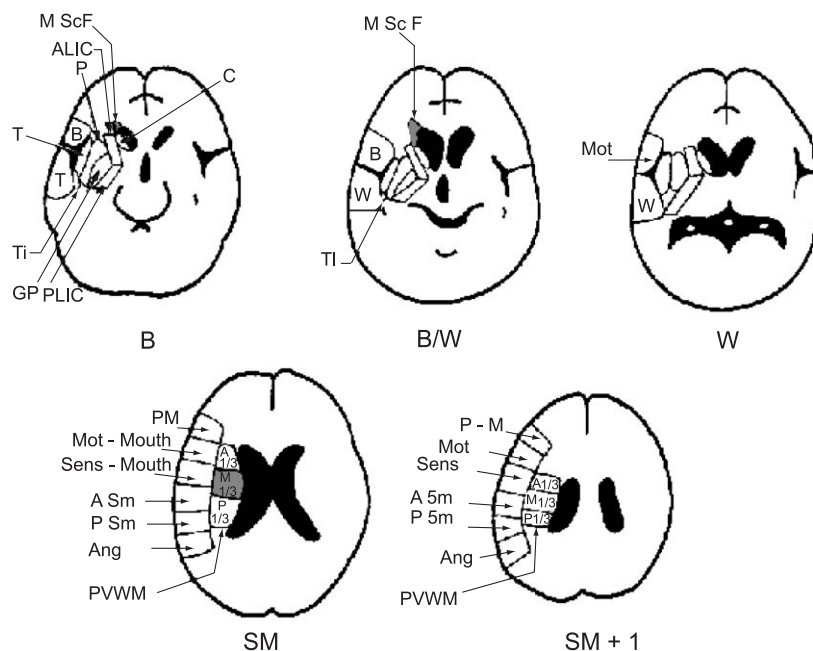 M ScF
ALIC
P
C
T
B
T
Ti
GP PLIC
B
M Sc F
B
W
TI
B/W
Mot
W
W
PM
Mot - Mouth
Sens - Mouth
A Sm
P Sm
Ang
PVWM
A
1/3
M
1/3
P
1/3
SM
P - M
Mot
Sens
A 5m
P 5m
Ang
PVWM
A1/3
M1/3
P1/3
SM + 1